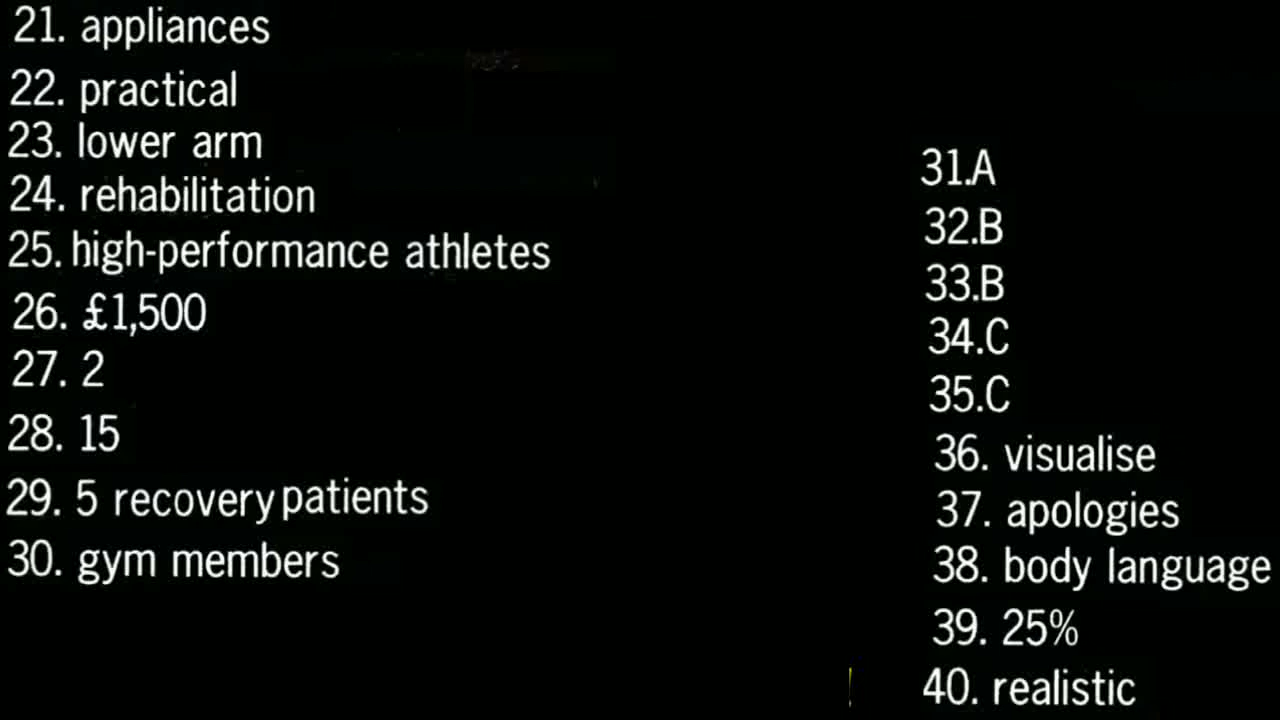 21. appliances
22. practical
23. lower arm
24. rehabilitation
25. high-performance athletes
26. £1,500
27. 2
28. 15
29. 5 recovery patients
30. gym members
31.A
32.B
33.B
34.C
35.C
36. visualise
37. apologies
38. body language
39. 25%
40. realistic